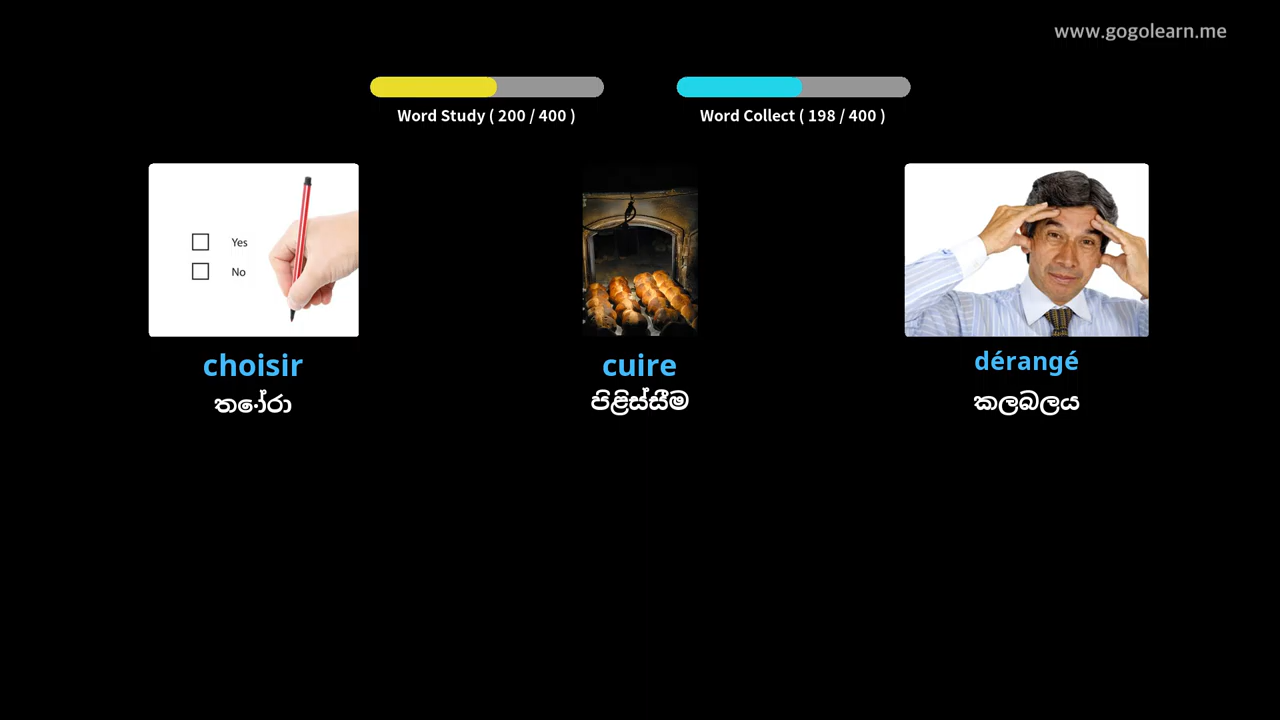 www.gogolearn.me
Word Study ( 200 / 400 )
Word Collect ( 198 / 400 )
Yes
No
choisir
cuire
dérangé
පිළිස්සීම
කලබලය